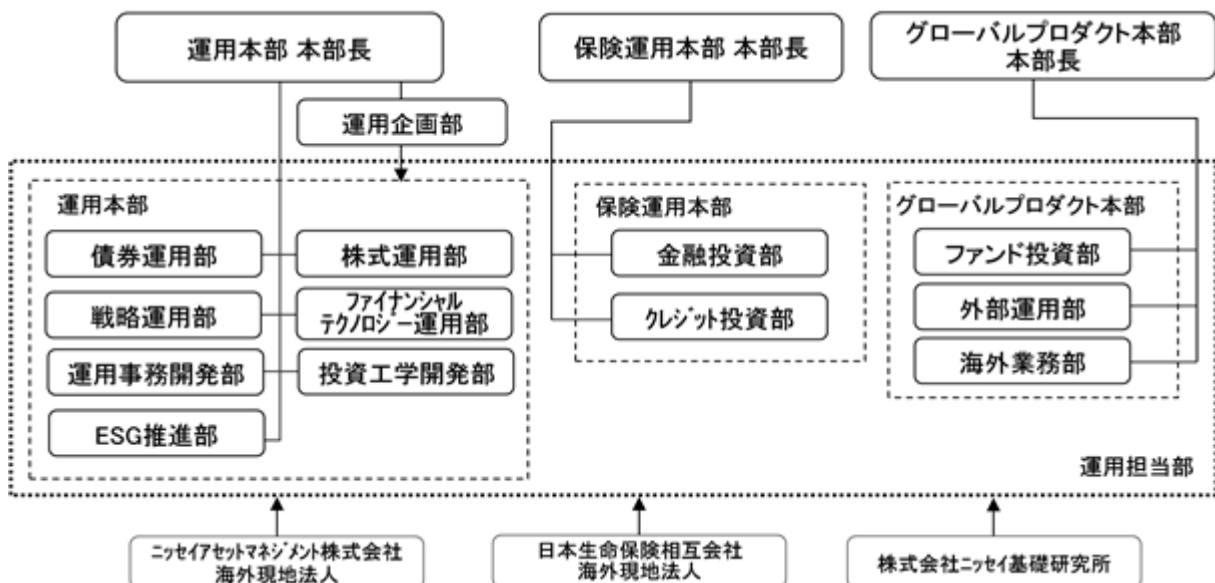 運用本部 本部長
保険運用本部 本部長
グローバルプロダクト本部
本部長
運用企画部
運用本部
債券運用部
株式運用部
戦略運用部
ファイナンシャル
テクノロジー運用部
運用事務開発部
投資工学開発部
ESG推進部
保険運用本部
金融投資部
クレジット投資部
グローバルプロダクト本部
ファンド投資部
外部運用部
海外業務部
運用担当部
ニッセイアセットマネジメント株式会社
海外現地法人
日本生命保険相互会社
海外現地法人
株式会社ニッセイ基礎研究所